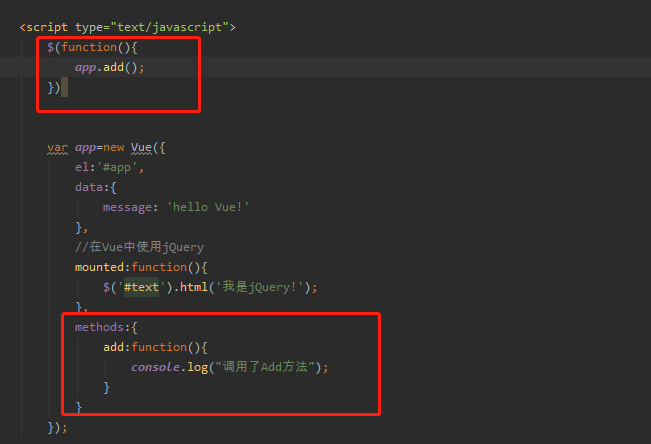 <script type="text/javascript">
$(function(){
app.add();
})
var app=new Vue({
el:'#app',
data:{
message: 'hello Vue!'
},
//在Vue中使用jQuery
mounted:function(){
$('#text').html('我是jQuery!');
},
methods:{
add:function(){
console.log("调用了Add方法");
}
}
});